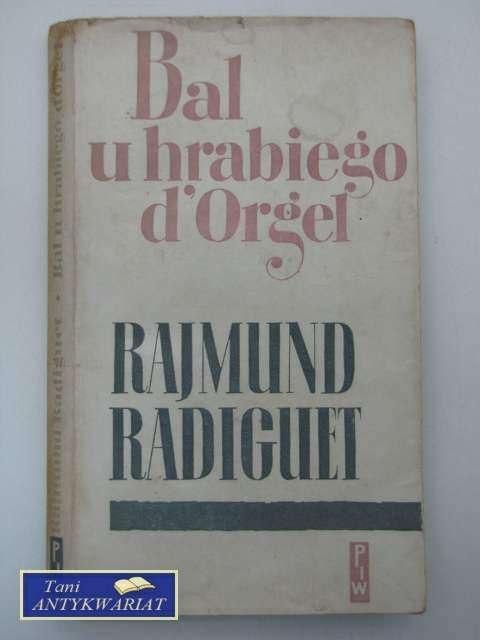 Bal
u hrabiego
d'Orgel
RAJMUND
RADIGUET
PIW
Rajmund Radiguet • Bal u hrabiego d'Orgel
PIW
Tani
ANTYKWARIAT